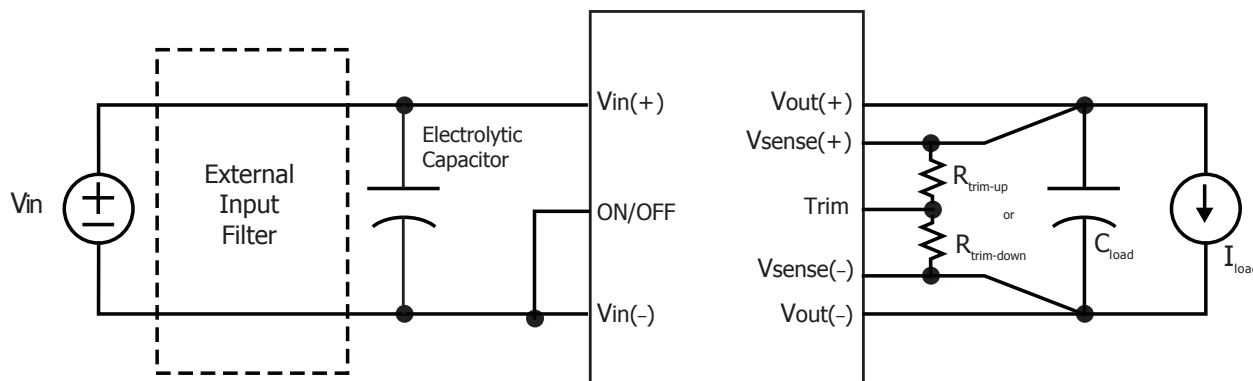 Vin
External
Input
Filter
Electrolytic
Capacitor
Vin(+)
ON/OFF
Vin(–)
Vout(+)
Vsense(+)
Trim
Vsense(–)
Vout(–)
Rtrim-up
or
Rtrim-down
Cload
Iload